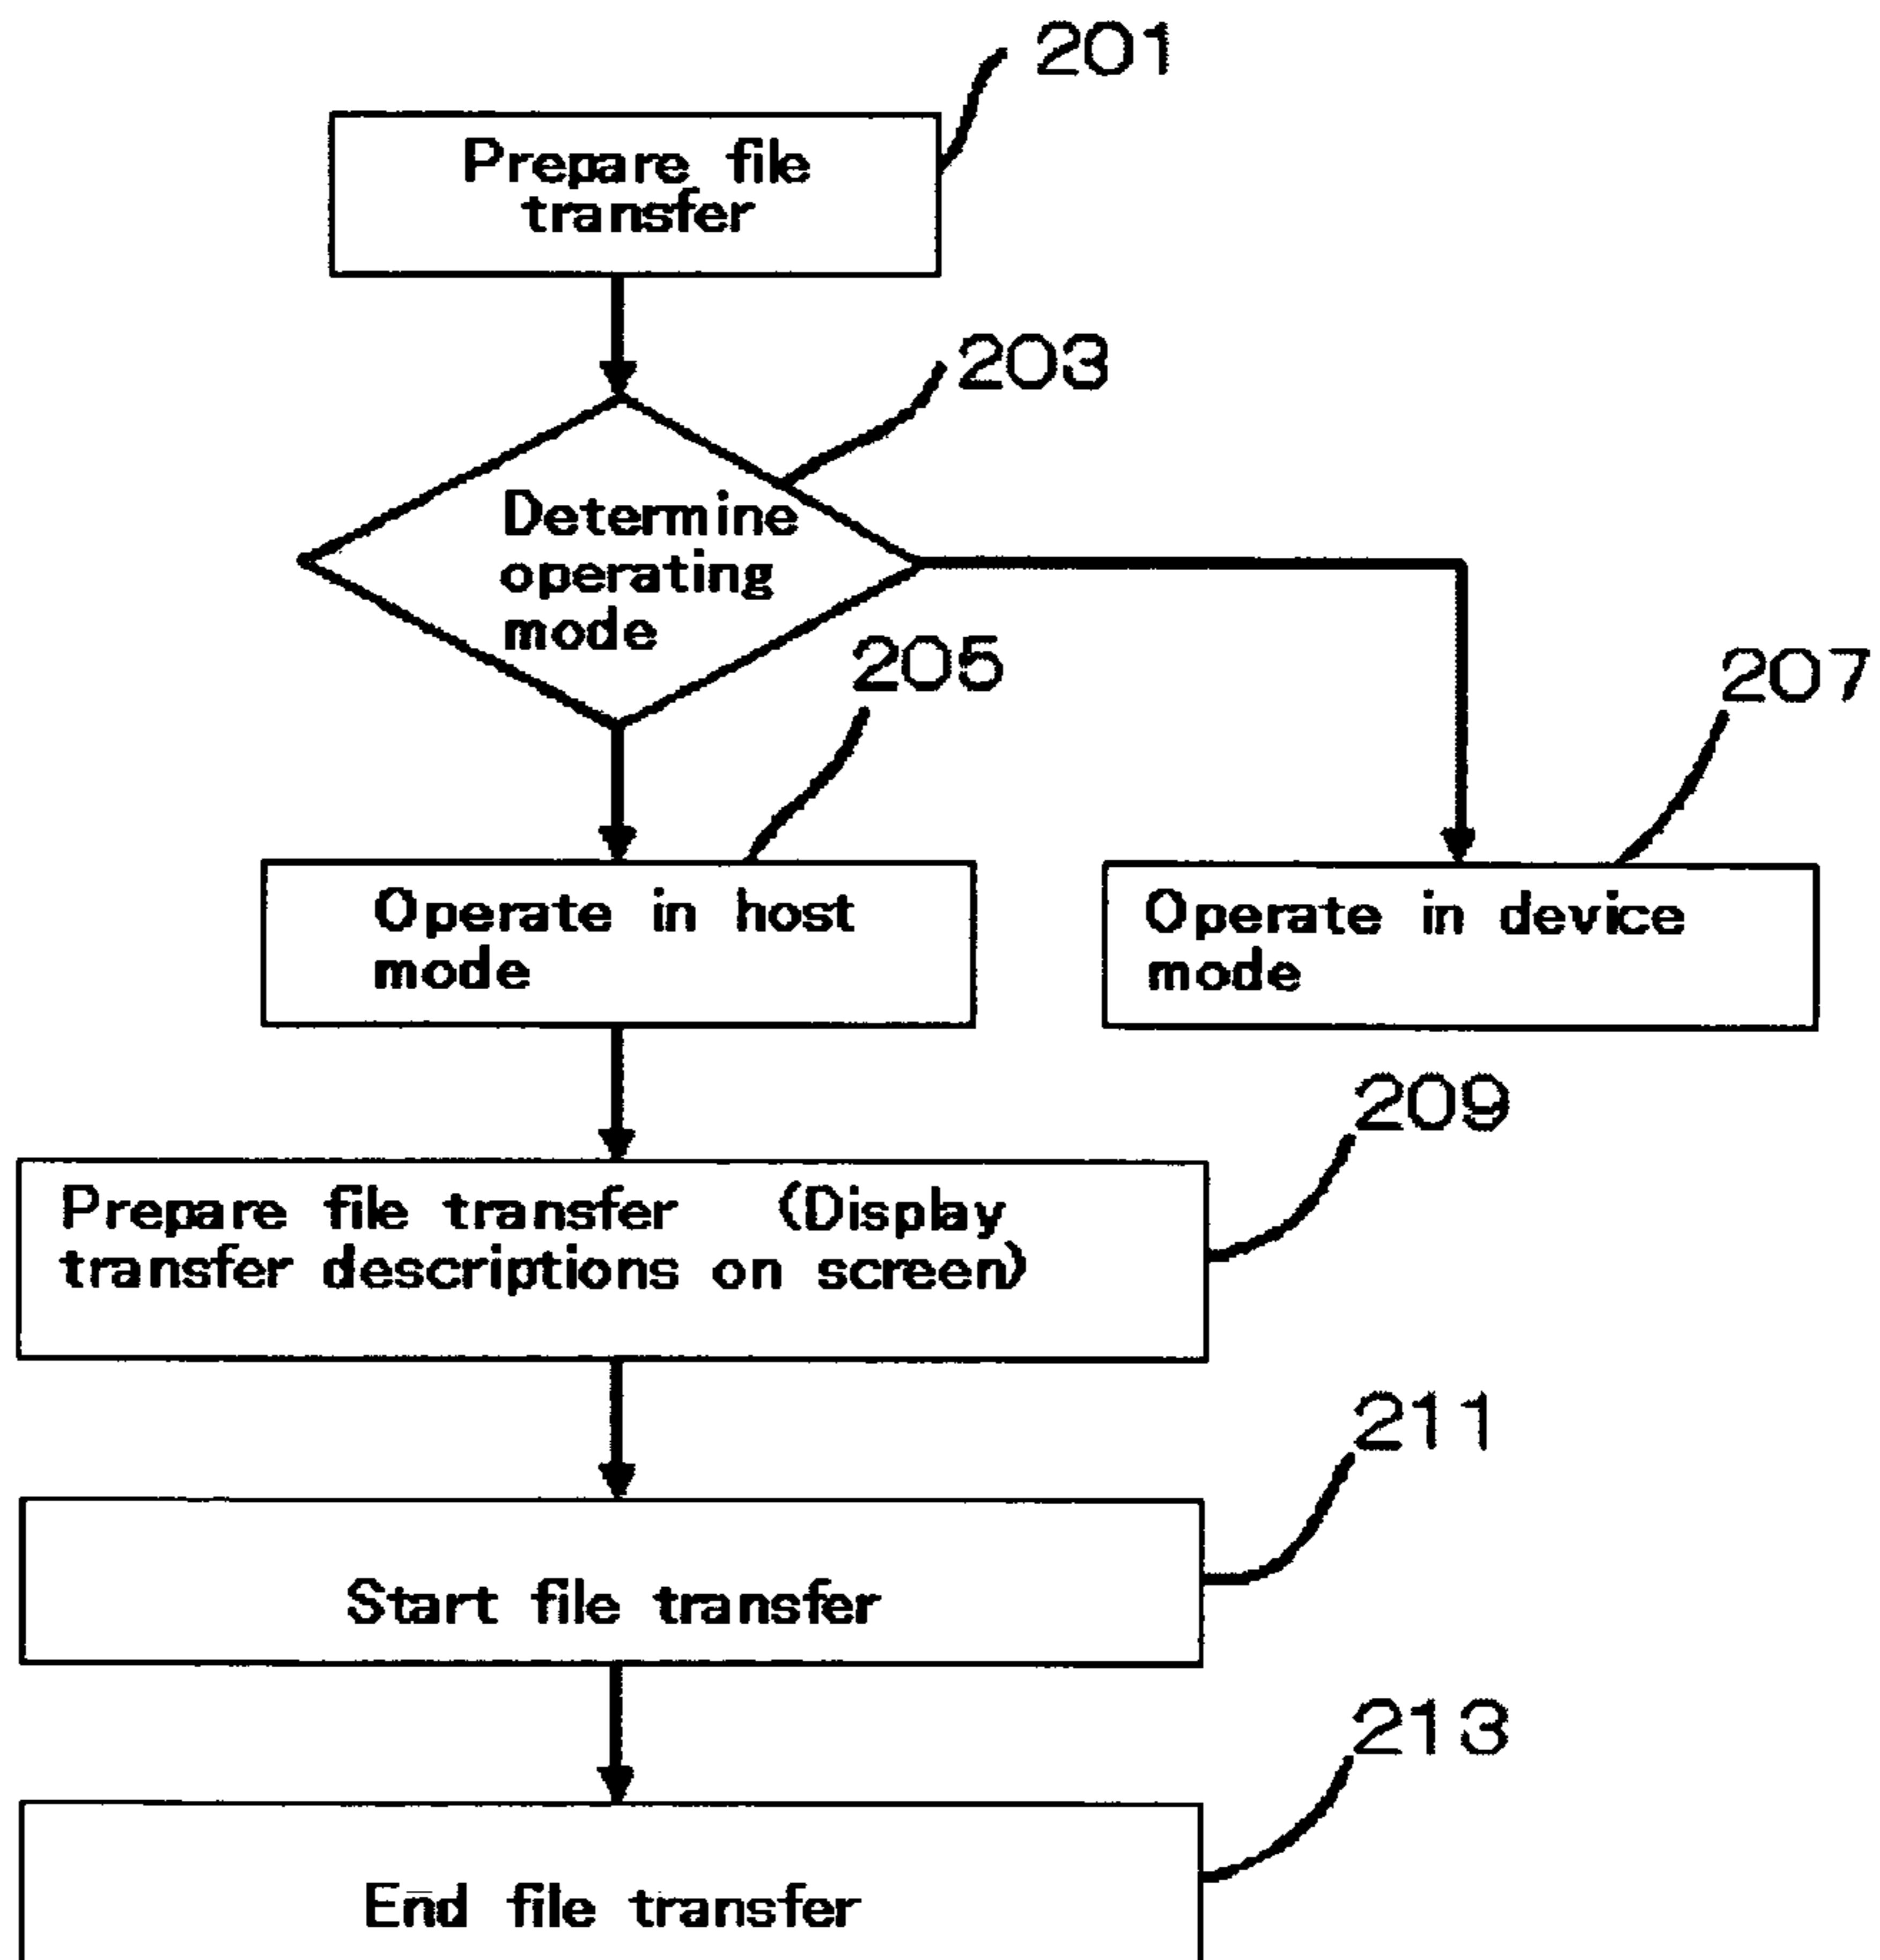 201
Prepare file
transfer
203
Determine
operating
mode
205
207
Operate in host
mode
Operate in device
mode
209
Prepare file transfer (Display
transfer descriptions on screen)
211
Start file transfer
213
End file transfer